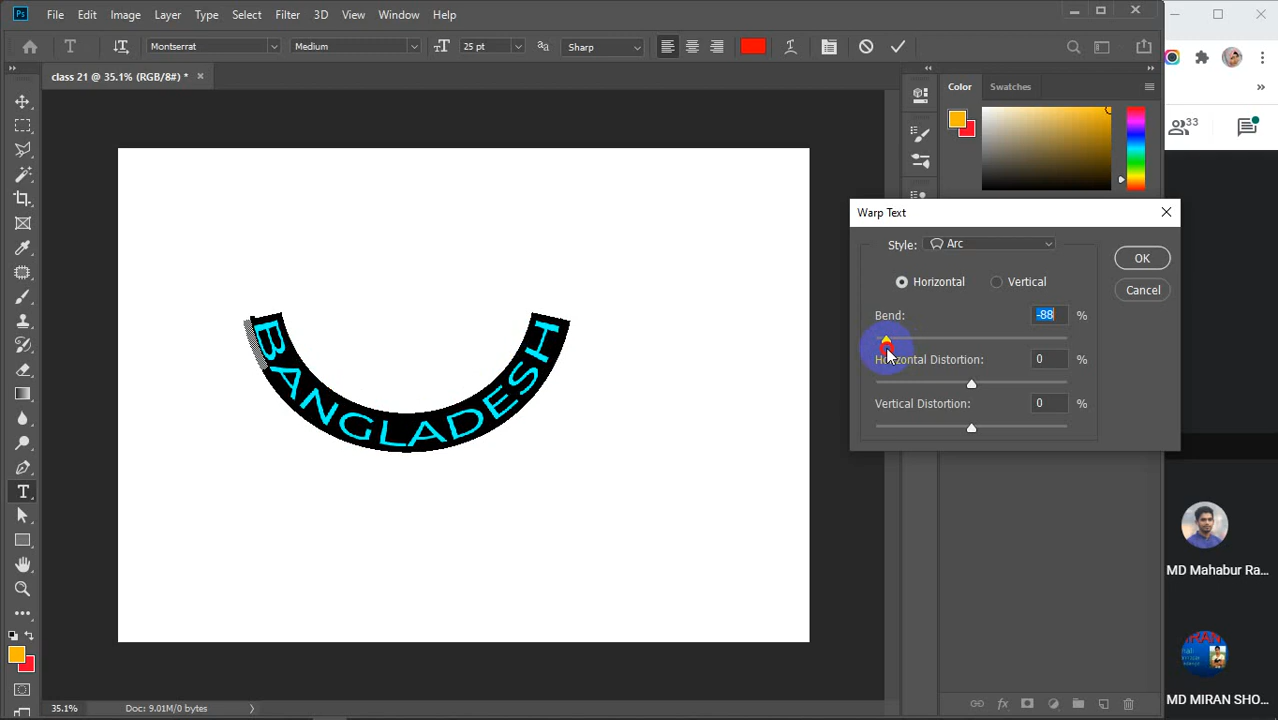 Ps File Edit Image Layer Type Select Filter 3D View Window Help
T Montserrat Medium 25 pt Sharp
class 21 @ 35.1% (RGB/8#) *
Color Swatches
33
Warp Text
Style: Arc
OK
Horizontal Vertical
Cancel
Bend: -88 %
Horizontal Distortion: 0 %
Vertical Distortion: 0 %
BANGLADESH
MD Mahabur Ra...
MD MIRAN SHO...
35.1% Doc: 9.01M/0 bytes